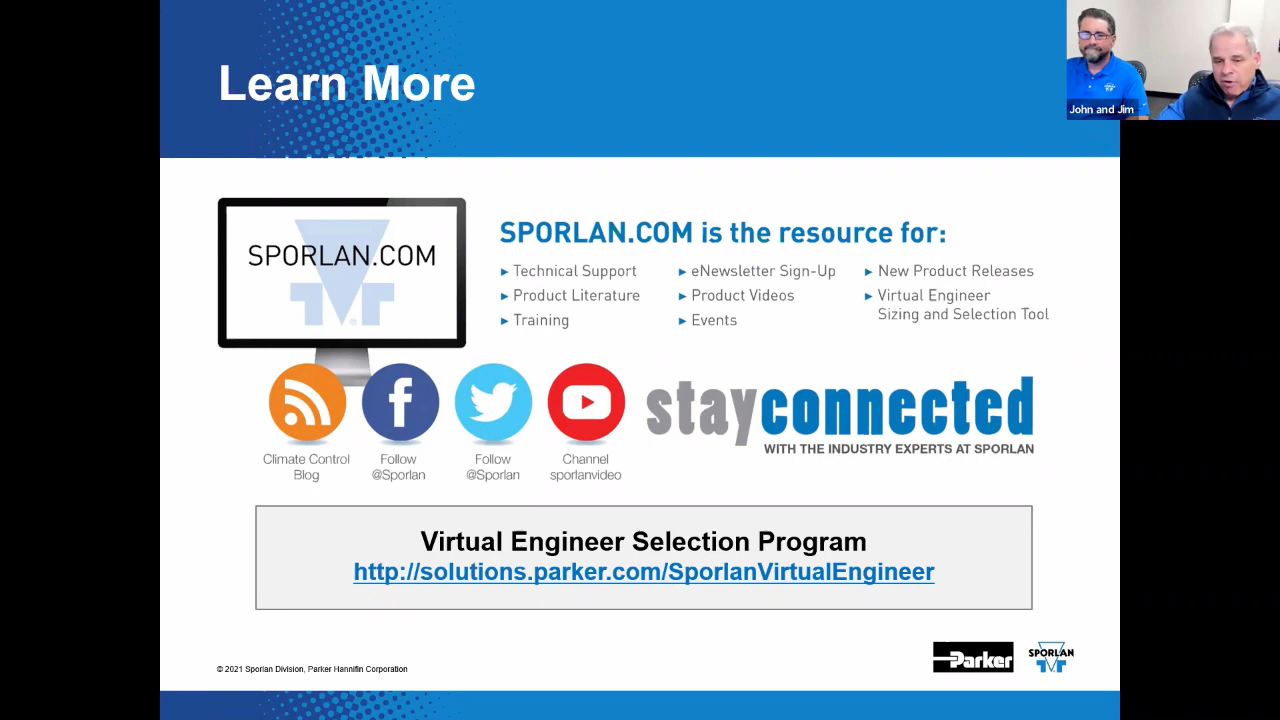 Learn More
John and Jim
SPORLAN.COM
SPORLAN.COM is the resource for:
▸ Technical Support
▸ Product Literature
▸ Training
▸ eNewsletter Sign-Up
▸ Product Videos
▸ Events
▸ New Product Releases
▸ Virtual Engineer
Sizing and Selection Tool
Climate Control
Blog
Follow
@Sporlan
Follow
@Sporlan
Channel
sporlanvideo
stayconnected
WITH THE INDUSTRY EXPERTS AT SPORLAN
Virtual Engineer Selection Program
http://solutions.parker.com/SporlanVirtualEngineer
© 2021 Sporlan Division, Parker Hannifin Corporation
Parker
SPORLAN